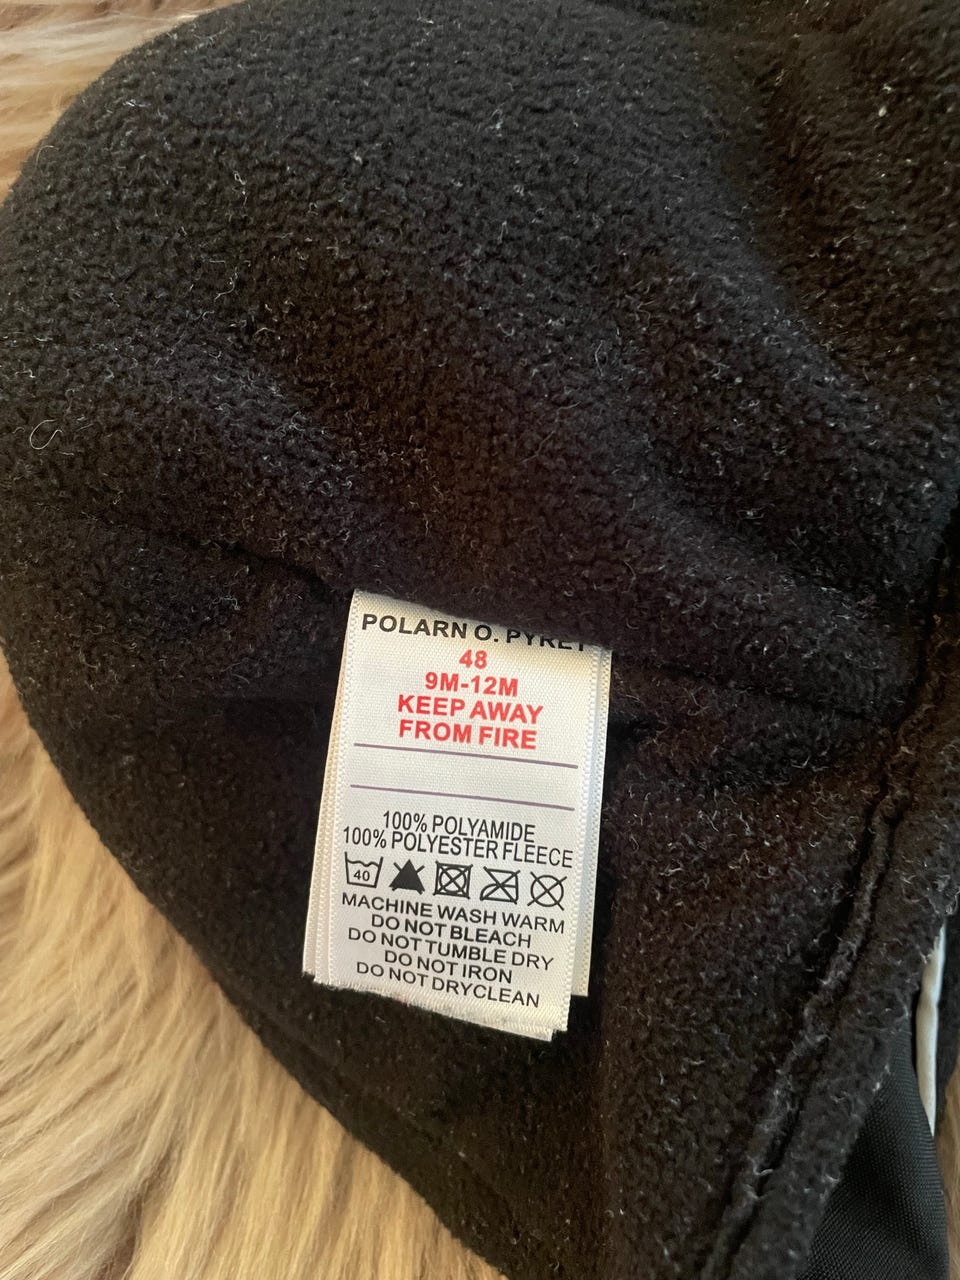 POLARN O. PYRET
48
9M-12M
KEEP AWAY
FROM FIRE
100% POLYAMIDE
100% POLYESTER FLEECE
40
MACHINE WASH WARM
DO NOT BLEACH
DO NOT TUMBLE DRY
DO NOT IRON
DO NOT DRYCLEAN